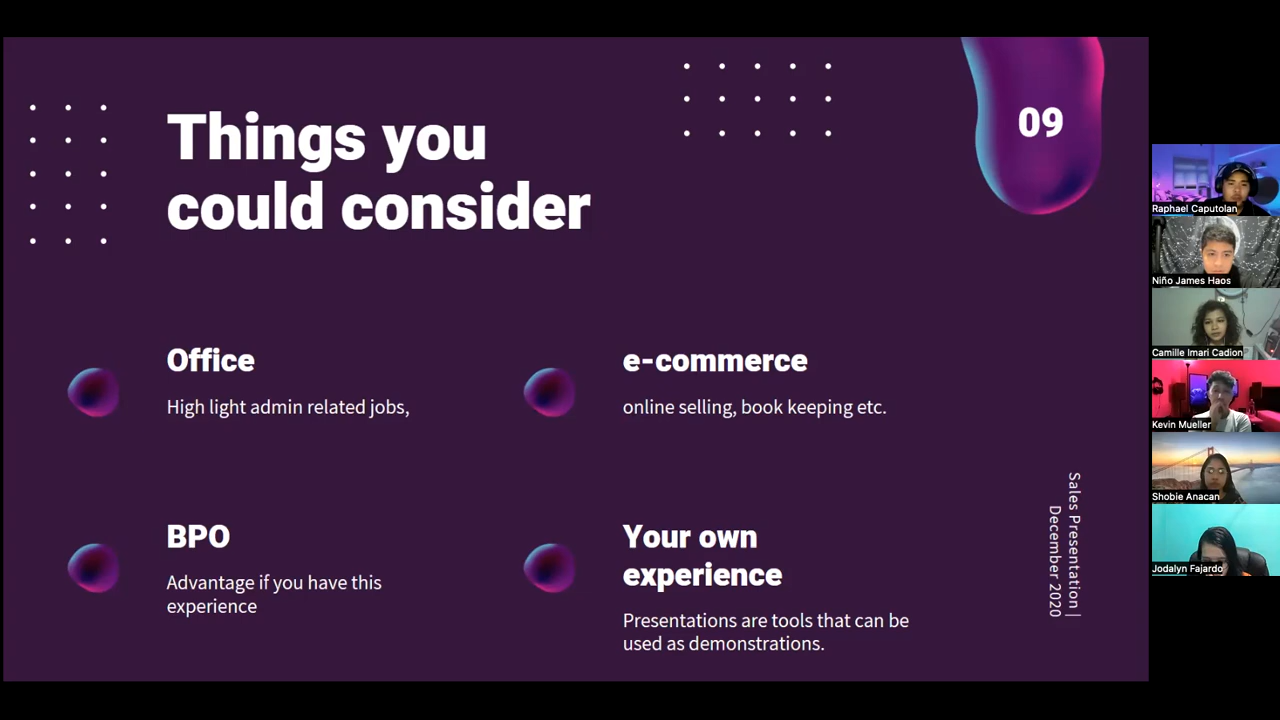 Things you
could consider
09
Office
High light admin related jobs,
e-commerce
online selling, book keeping etc.
BPO
Advantage if you have this
experience
Your own
experience
Presentations are tools that can be
used as demonstrations.
Sales Presentation |
December 2020
Raphael Caputolan
Niño James Haos
Camille Imari Cadion
Kevin Mueller
Shobie Anacan
Jodalyn Fajardo